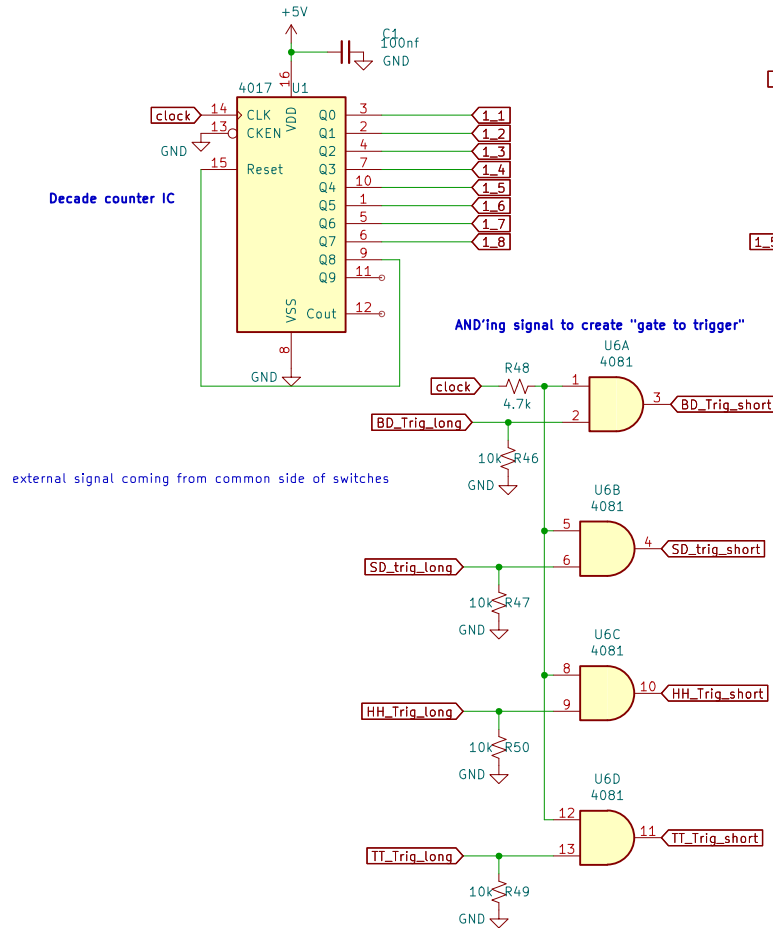 +5V
C1
100nf
GND
16
4017 U1
clock 14 CLK VDD Q0 3 1_1
13 CKEN Q1 2 1_2
GND
Q2 4 1_3
15 Reset Q3 7 1_4
Q4 10 1_5
Decade counter IC
Q5 1 1_6
Q6 5 1_7
Q7 6 1_8
1_5
Q8 9
Q9 11
VSS Cout 12
8
GND
AND'ing signal to create "gate to trigger"
U6A
4081
R48
clock
4.7k
1
3
BD_Trig_short
BD_Trig_long
2
10k R46
GND
external signal coming from common side of switches
U6B
4081
5
4
SD_trig_short
SD_trig_long
6
10k R47
GND
U6C
4081
8
10
HH_Trig_short
HH_Trig_long
9
10k R50
GND
U6D
4081
12
11
TT_Trig_short
TT_Trig_long
13
10k R49
GND